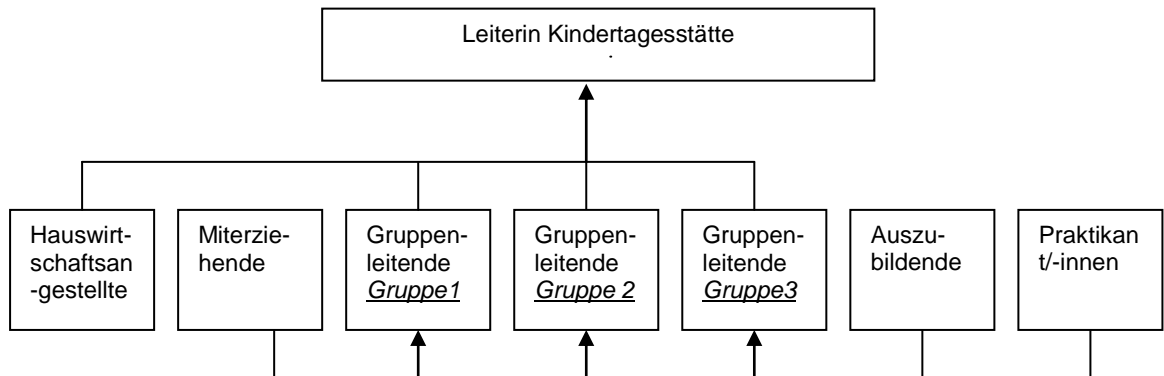 Leiterin Kindertagesstätte
Hauswirt-
schaftsan
-gestellte
Miterzie-
hende
Gruppen-
leitende
Gruppe1
Gruppen-
leitende
Gruppe 2
Gruppen-
leitende
Gruppe3
Auszu-
bildende
Praktikan
t/-innen